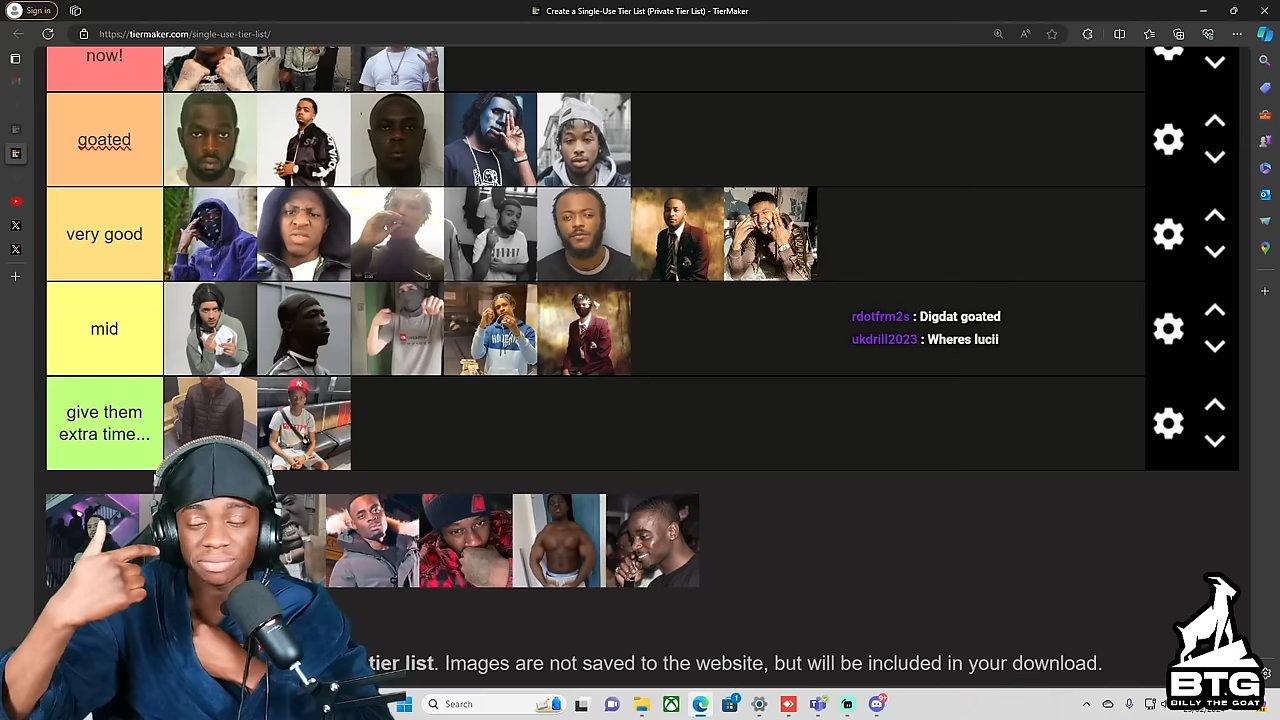 Sign in
Create a Single-Use Tier List (Private Tier List) - TierMaker
https://tiermaker.com/single-use-tier-list/
now!
goated
very good
mid
rdotfrm2s : Digdat goated
ukdrill2023 : Wheres lucii
give them
extra time...
tier list. Images are not saved to the website, but will be included in your download.
BTG
BILLY THE GOAT
Search